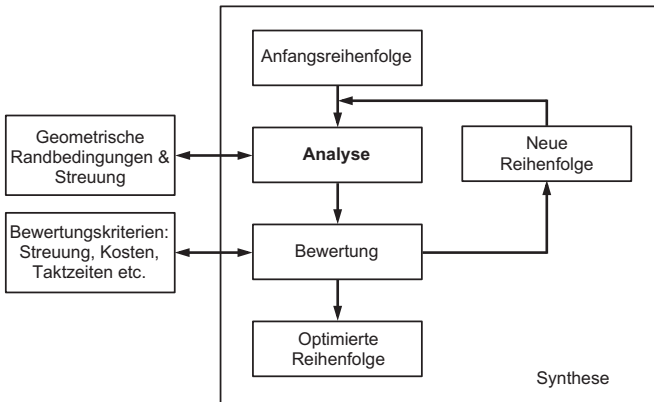 Anfangsreihenfolge
Geometrische
Randbedingungen &
Streuung
Analyse
Neue
Reihenfolge
Bewertungskriterien:
Streuung, Kosten,
Taktzeiten etc.
Bewertung
Optimierte
Reihenfolge
Synthese